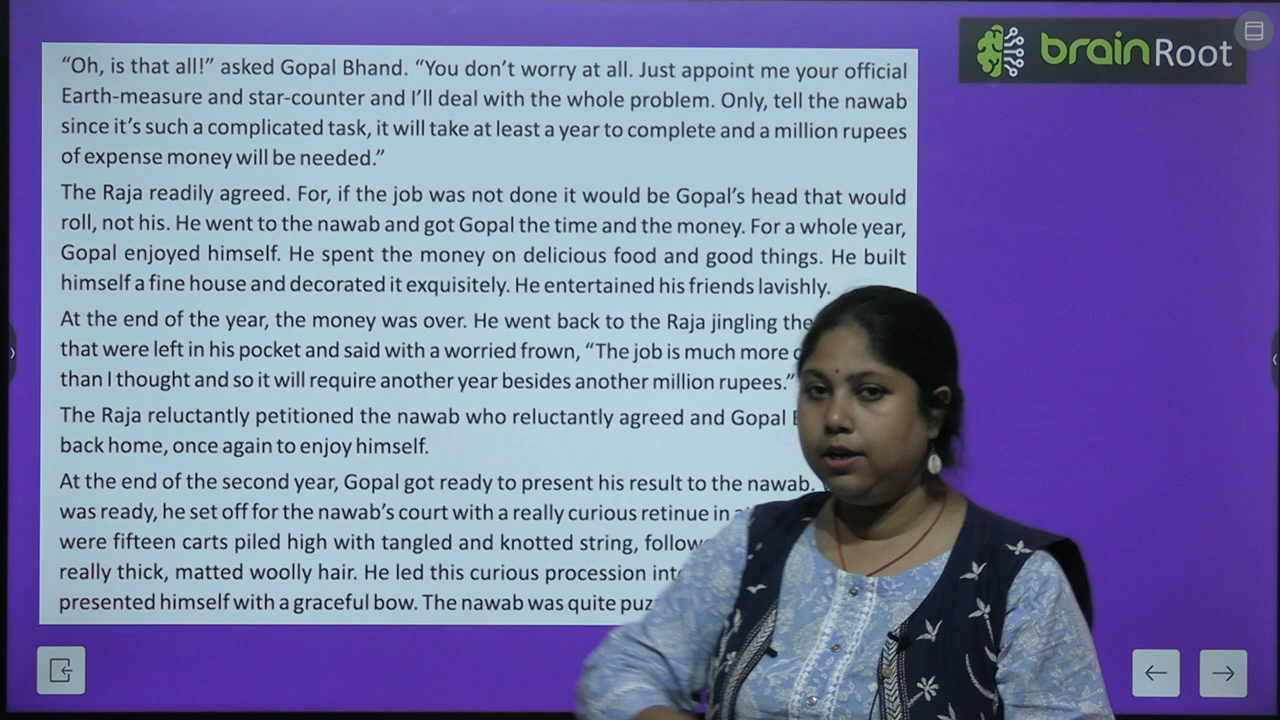 “Oh, is that all!” asked Gopal Bhand. “You don’t worry at all. Just appoint me your official
Earth-measure and star-counter and I’ll deal with the whole problem. Only, tell the nawab
since it’s such a complicated task, it will take at least a year to complete and a million rupees
of expense money will be needed.”
The Raja readily agreed. For, if the job was not done it would be Gopal’s head that would
roll, not his. He went to the nawab and got Gopal the time and the money. For a whole year,
Gopal enjoyed himself. He spent the money on delicious food and good things. He built
himself a fine house and decorated it exquisitely. He entertained his friends lavishly.
At the end of the year, the money was over. He went back to the Raja jingling the
that were left in his pocket and said with a worried frown, “The job is much more
than I thought and so it will require another year besides another million rupees.”
The Raja reluctantly petitioned the nawab who reluctantly agreed and Gopal
back home, once again to enjoy himself.
At the end of the second year, Gopal got ready to present his result to the nawab.
was ready, he set off for the nawab’s court with a really curious retinue in
were fifteen carts piled high with tangled and knotted string,
really thick, matted woolly hair. He led this curious procession
presented himself with a graceful bow. The nawab was quite
brainRoot